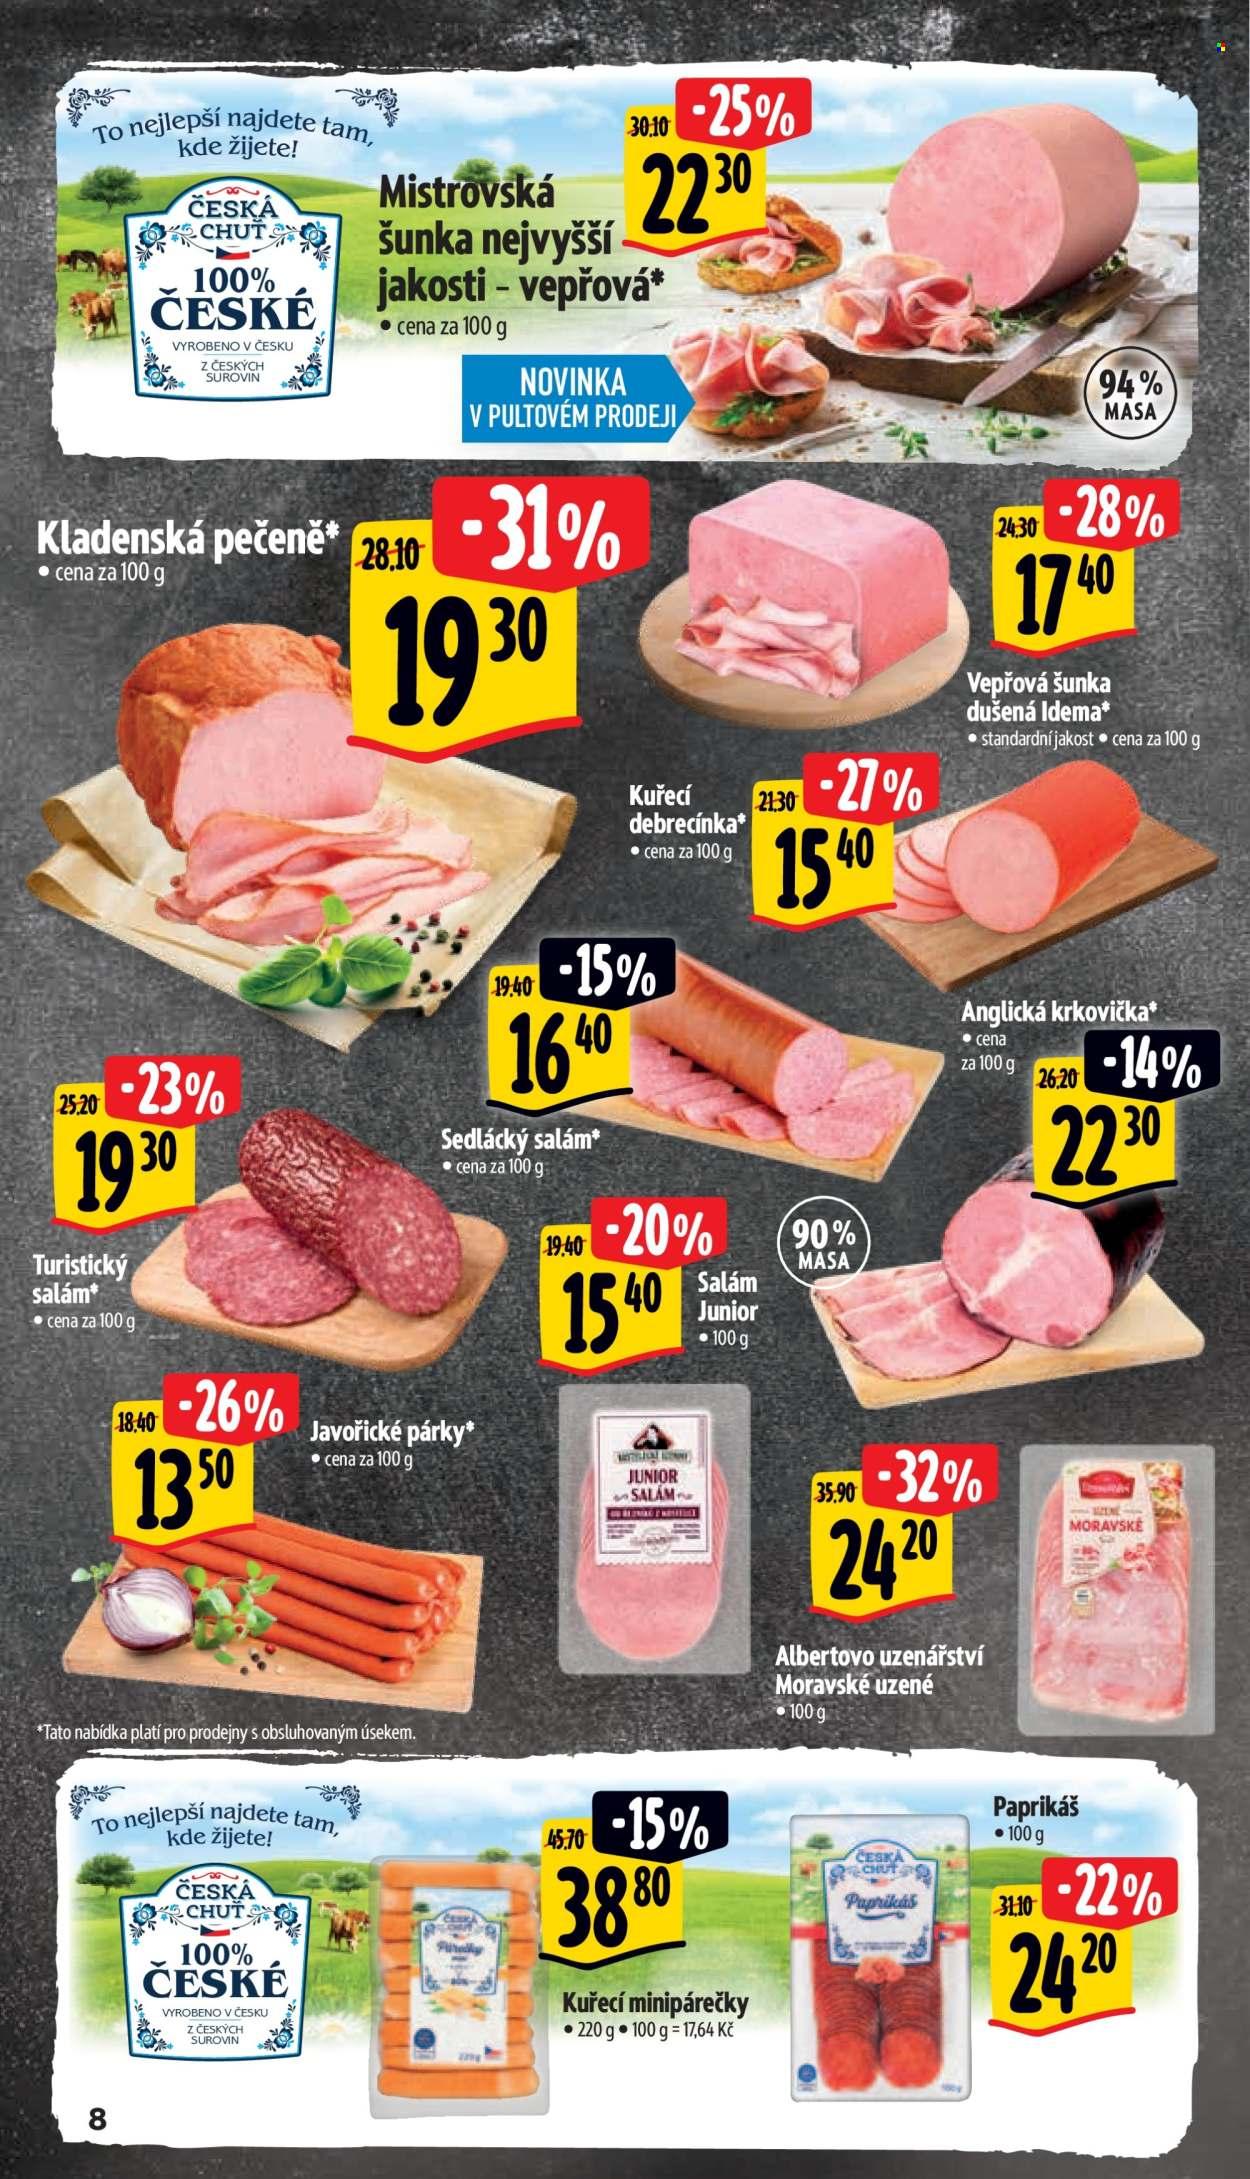 To nejlepší najdete tam,
kde žijete!
ČESKÁ
CHUŤ
100%
ČESKÉ
VYROBENO V ČESKU
Z ČESKÝCH
SUROVIN
Mistrovská
šunka nejvyšší
jakosti - vepřová*
• cena za 100 g
30.10
-25%
22 30
NOVINKA
V PULTOVÉM PRODEJI
94%
MASA
Kladenská pečeně*
• cena za 100 g
28.10
-31%
19 30
24.30
-28%
17 40
Vepřová šunka
dušená Idema*
• standardní jakost • cena za 100 g
Kuřecí
debrecínka*
• cena za 100 g
21.30
-27%
15 40
19.40
-15%
16 40
Sedlácký salám*
• cena za 100 g
Anglická krkovička*
• cena
za 100 g
26.20
-14%
22 30
90%
MASA
25.20
-23%
19 30
Turistický
salám*
• cena za 100 g
19.40
-20%
15 40
Salám
Junior
• 100 g
JUNIOR
SALÁM
18.40
-26%
13 50
Javořické párky*
• cena za 100 g
35.90
-32%
24 20
UZENÉ
MORAVSKÉ
Albertovo uzenářství
Moravské uzené
• 100 g
*Tato nabídka platí pro prodejny s obsluhovaným úsekem.
To nejlepší najdete tam,
kde žijete!
ČESKÁ
CHUŤ
100%
ČESKÉ
VYROBENO V ČESKU
Z ČESKÝCH
SUROVIN
ČESKÁ
CHUŤ
Párečky
220g
45.70
-15%
38 80
Kuřecí minipárečky
• 220 g • 100 g = 17,64 Kč
ČESKÁ
CHUŤ
Paprikáš
100g
Paprikáš
• 100 g
31.10
-22%
24 20
8